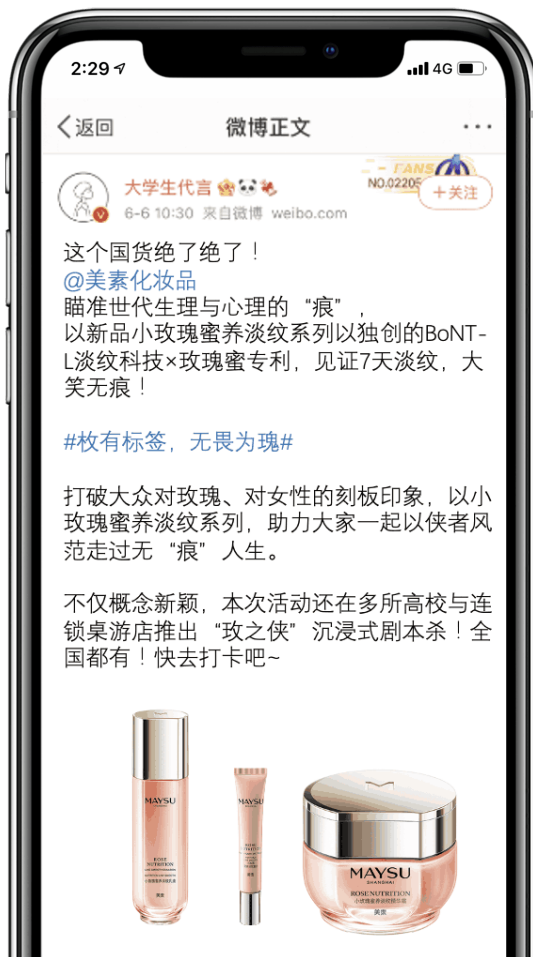 2:29
4G
返回
微博正文
FANS
NO.02205
大学生代言
+关注
6-6 10:30 来自微博 weibo.com
这个国货绝了绝了！
@美素化妆品
瞄准世代生理与心理的“痕”，
以新品小玫瑰蜜养淡纹系列以独创的BoNT-
L淡纹科技×玫瑰蜜专利，见证7天淡纹，大
笑无痕！
#枚有标签，无畏为瑰#
打破大众对玫瑰、对女性的刻板印象，以小
玫瑰蜜养淡纹系列，助力大家一起以侠者风
范走过无“痕”人生。
不仅概念新颖，本次活动还在多所高校与连
锁桌游店推出“玫之侠”沉浸式剧本杀！全
国都有！快去打卡吧~
MAYSU
SHANGHAI
ROSE
NUTRITION
美素
MAYSU
MAYSU
SHANGHAI
ROSE NUTRITION
美素